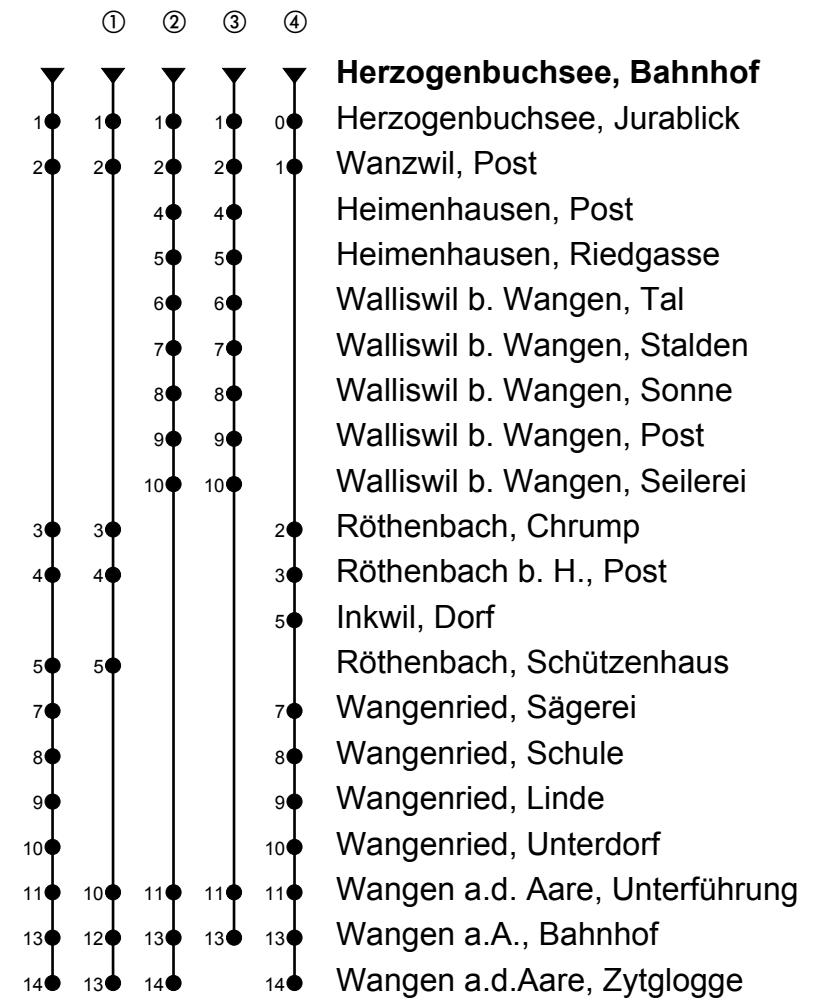 ① ② ③ ④
Herzogenbuchsee, Bahnhof
1 1 1 1 0 Herzogenbuchsee, Jurablick
2 2 2 2 1 Wanzwil, Post
4 4 Heimenhausen, Post
5 5 Heimenhausen, Riedgasse
6 6 Walliswil b. Wangen, Tal
7 7 Walliswil b. Wangen, Stalden
8 8 Walliswil b. Wangen, Sonne
9 9 Walliswil b. Wangen, Post
10 10 Walliswil b. Wangen, Seilerei
3 3 2 Röthenbach, Chrump
4 4 3 Röthenbach b. H., Post
5 Inkwil, Dorf
5 5 Röthenbach, Schützenhaus
7 7 Wangenried, Sägerei
8 8 Wangenried, Schule
9 9 Wangenried, Linde
10 10 Wangenried, Unterdorf
11 10 11 11 11 Wangen a.d. Aare, Unterführung
13 12 13 13 13 Wangen a.A., Bahnhof
14 13 14 14 Wangen a.d.Aare, Zytglogge